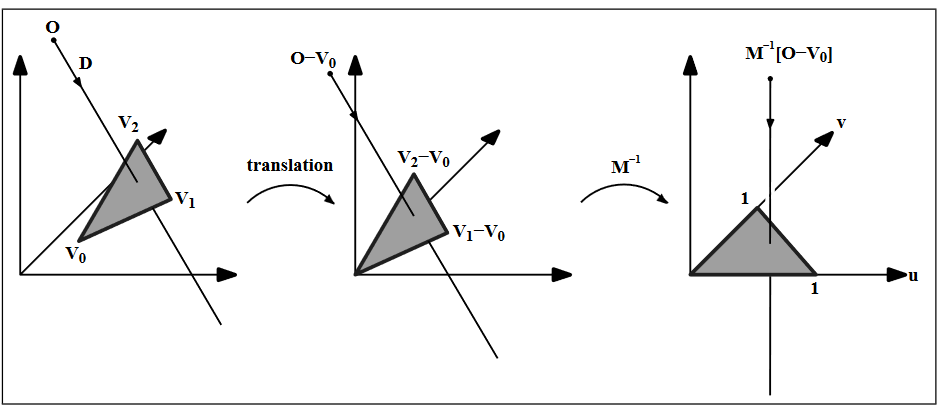 O
D
V₂
V₁
V₀
translation
O−V₀
V₂−V₀
V₁−V₀
M⁻¹
M⁻¹[O−V₀]
v
1
1
u